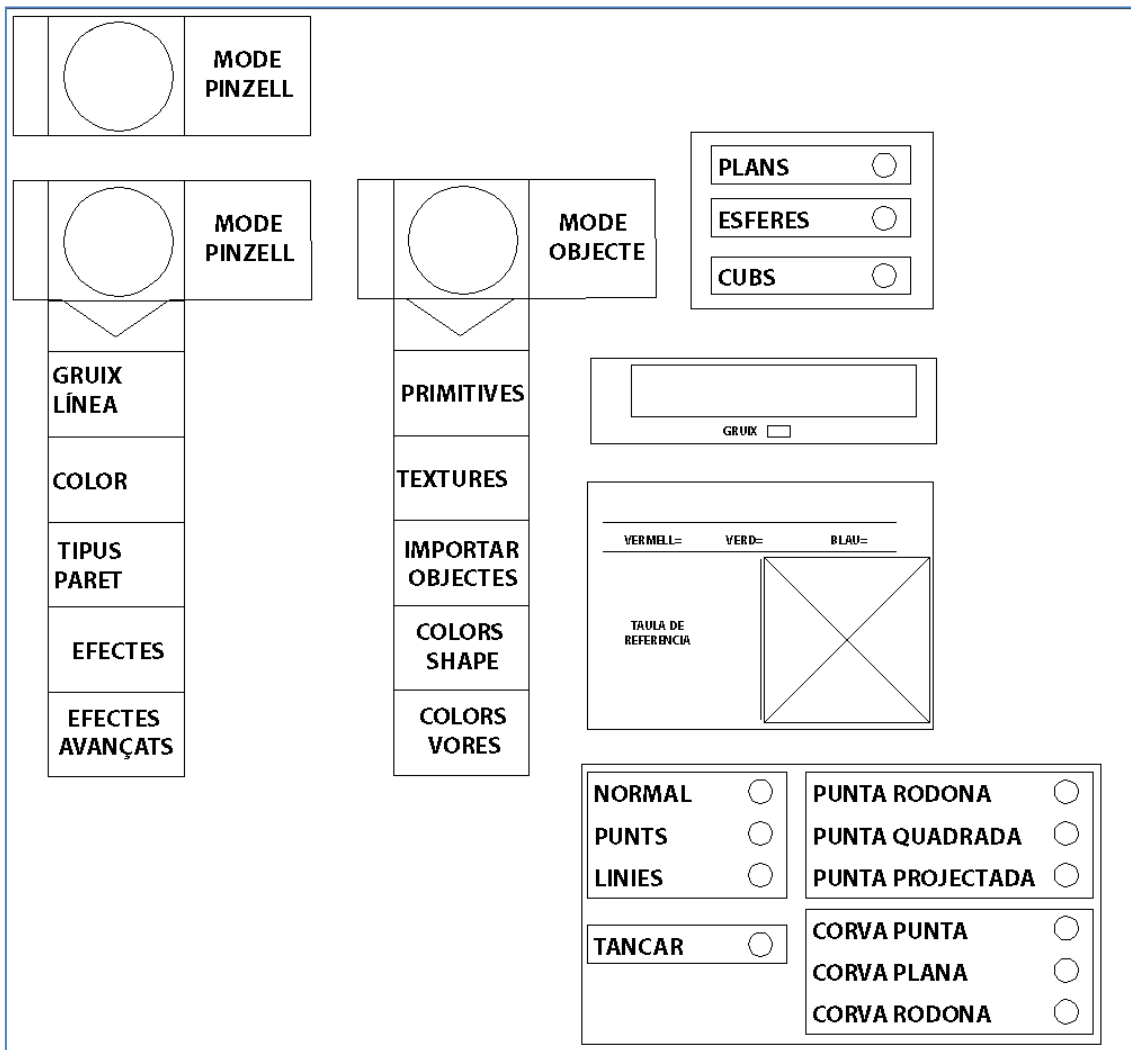 MODE
PINZELL
MODE
PINZELL
GRUIX
LÍNEA
COLOR
TIPUS
PARET
EFECTES
EFECTES
AVANÇATS
MODE
OBJECTE
PRIMITIVES
TEXTURES
IMPORTAR
OBJECTES
COLORS
SHAPE
COLORS
VORES
PLANS
ESFERES
CUBS
GRUIX
VERMELL= VERD= BLAU=
TAULA DE
REFERENCIA
NORMAL
PUNTS
LINIES
TANCAR
PUNTA RODONA
PUNTA QUADRADA
PUNTA PROJECTADA
CORVA PUNTA
CORVA PLANA
CORVA RODONA